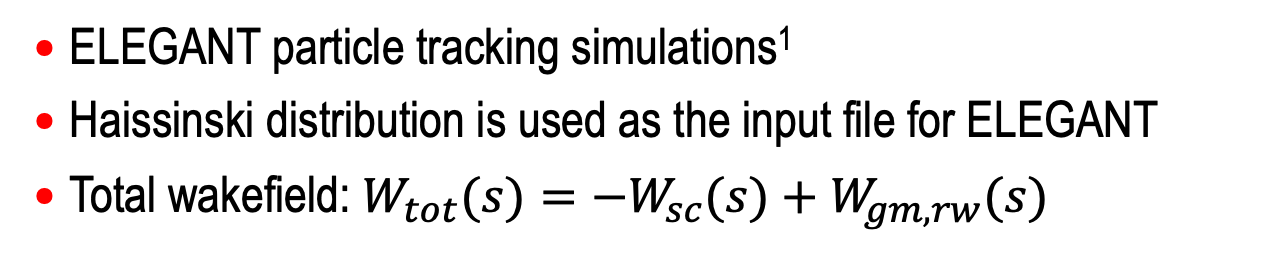 • ELEGANT particle tracking simulations¹
• Haissinski distribution is used as the input file for ELEGANT
• Total wakefield: W_tot(s) = −W_sc(s) + W_gm,rw(s)